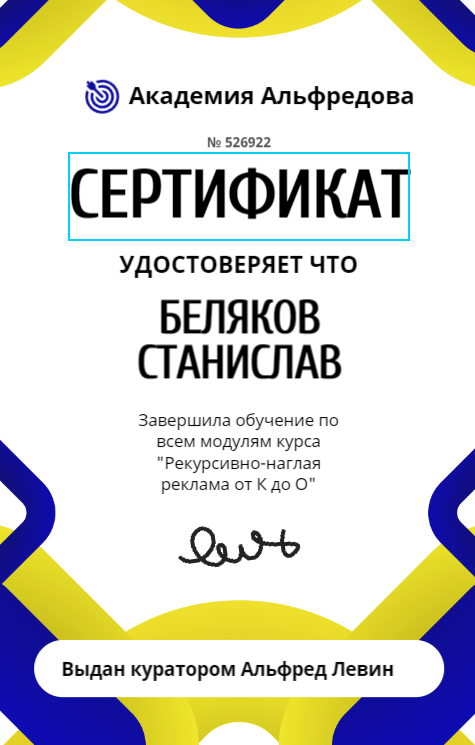 Академия Альфредова
№ 526922
СЕРТИФИКАТ
УДОСТОВЕРЯЕТ ЧТО
БЕЛЯКОВ
СТАНИСЛАВ
Завершила обучение по
всем модулям курса
"Рекурсивно-наглая
реклама от К до О"
Левин
Выдан куратором Альфред Левин